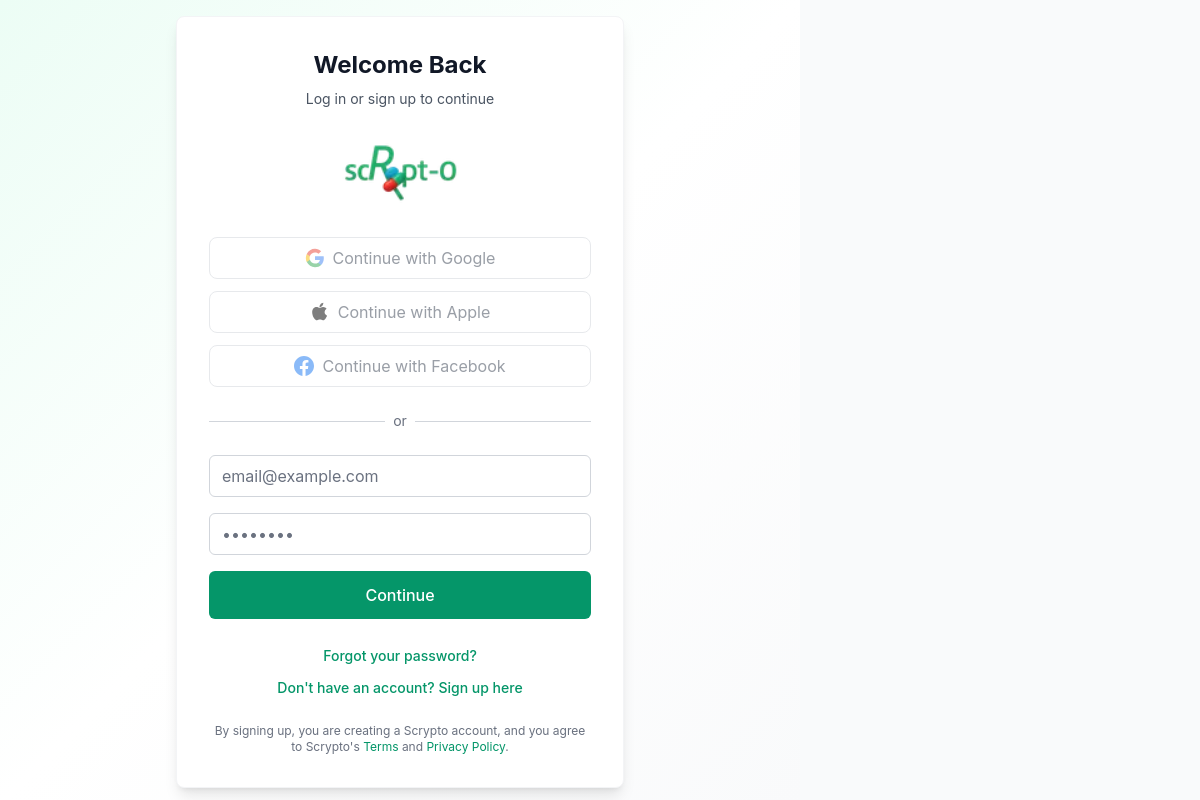 Welcome Back
Log in or sign up to continue
scRpt-O
Continue with Google
Continue with Apple
Continue with Facebook
or
email@example.com
••••••••
Continue
Forgot your password?
Don't have an account? Sign up here
By signing up, you are creating a Scrypto account, and you agree
to Scrypto's Terms and Privacy Policy.